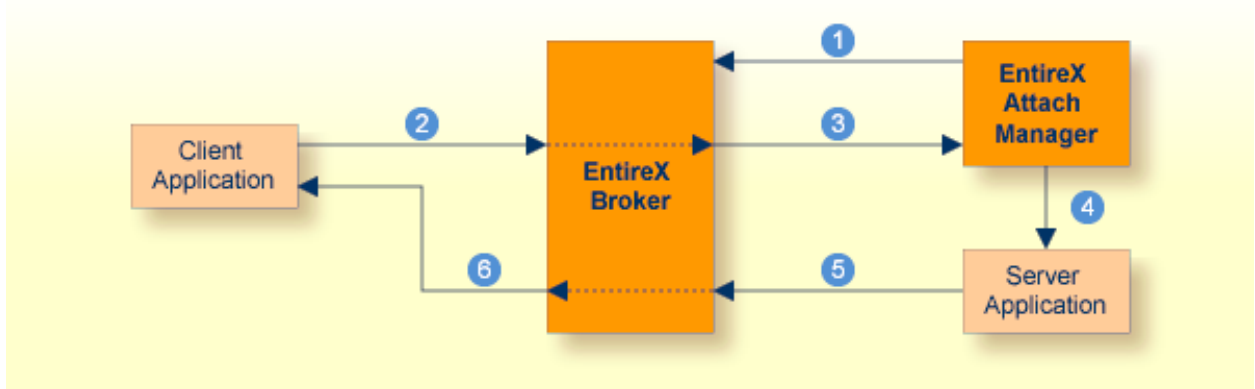 1
EntireX
Attach
Manager
2
3
Client
Application
EntireX
Broker
4
6
5
Server
Application